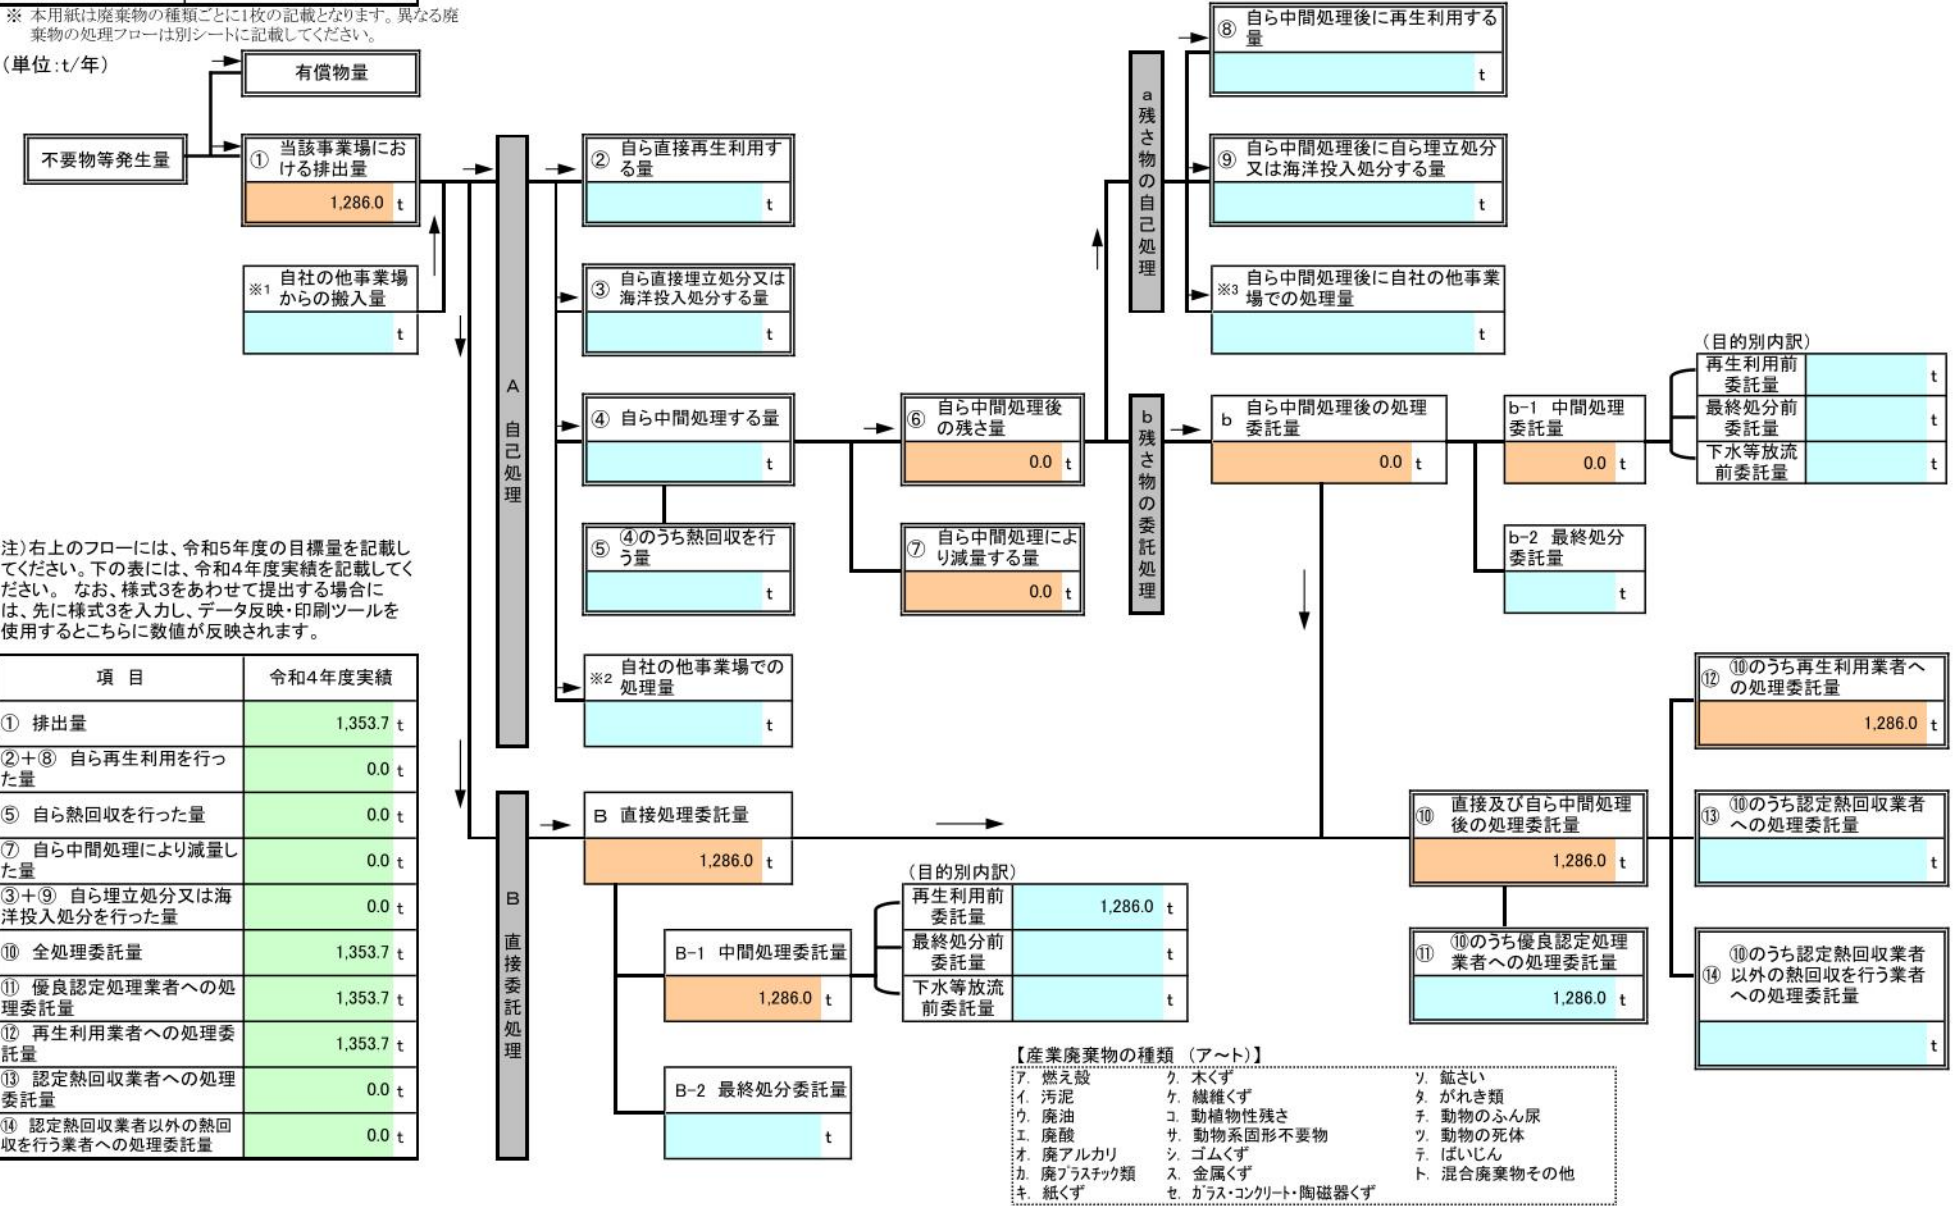 ※ 本用紙は廃棄物の種類ごとに1枚の記載となります。異なる廃
棄物の処理フローは別シートに記載してください。
(単位:t/年)
有償物量
不要物等発生量
① 当該事業場にお
ける排出量
1,286.0 t
※1 自社の他事業場
からの搬入量
t
A 自己処理
② 自ら直接再生利用す
る量
t
③ 自ら直接埋立処分又は
海洋投入処分する量
t
④ 自ら中間処理する量
t
⑤ ④のうち熱回収を行
う量
t
※2 自社の他事業場での
処理量
t
⑥ 自ら中間処理後
の残さ量
0.0 t
⑦ 自ら中間処理によ
り減量する量
0.0 t
a 残さ物の自己処理
⑧ 自ら中間処理後に再生利用する
量
t
⑨ 自ら中間処理後に自ら埋立処分
又は海洋投入処分する量
t
※3 自ら中間処理後に自社の他事業
場での処理量
t
b 残さ物の委託処理
b 自ら中間処理後の処理
委託量
0.0 t
b-1 中間処理
委託量
0.0 t
b-2 最終処分
委託量
t
(目的別内訳)
再生利用前
委託量
t
最終処分前
委託量
t
下水等放流
前委託量
t
注)右上のフローには、令和5年度の目標量を記載し
てください。下の表には、令和4年度実績を記載してく
ださい。 なお、様式3をあわせて提出する場合に
は、先に様式3を入力し、データ反映・印刷ツールを
使用するとこちらに数値が反映されます。
項 目 令和4年度実績
① 排出量 1,353.7 t
②+⑧ 自ら再生利用を行っ
た量 0.0 t
⑤ 自ら熱回収を行った量 0.0 t
⑦ 自ら中間処理により減量し
た量 0.0 t
③+⑨ 自ら埋立処分又は海
洋投入処分を行った量 0.0 t
⑩ 全処理委託量 1,353.7 t
⑪ 優良認定処理業者への処
理委託量 1,353.7 t
⑫ 再生利用業者への処理委
託量 1,353.7 t
⑬ 認定熱回収業者への処理
委託量 0.0 t
⑭ 認定熱回収業者以外の熱回
収を行う業者への処理委託量 0.0 t
B 直接委託処理
B 直接処理委託量
1,286.0 t
B-1 中間処理委託量
1,286.0 t
B-2 最終処分委託量
t
(目的別内訳)
再生利用前
委託量
1,286.0 t
最終処分前
委託量
t
下水等放流
前委託量
t
⑩ 直接及び自ら中間処理
後の処理委託量
1,286.0 t
⑪ ⑩のうち優良認定処理
業者への処理委託量
1,286.0 t
⑫ ⑩のうち再生利用業者へ
の処理委託量
1,286.0 t
⑬ ⑩のうち認定熱回収業者
への処理委託量
t
⑭ ⑩のうち認定熱回収業者
以外の熱回収を行う業者
への処理委託量
t
【産業廃棄物の種類 (ア~ト)】
ア. 燃え殻
イ. 汚泥
ウ. 廃油
エ. 廃酸
オ. 廃アルカリ
カ. 廃プラスチック類
キ. 紙くず
ク. 木くず
ケ. 繊維くず
コ. 動植物性残さ
サ. 動物系固形不要物
シ. ゴムくず
ス. 金属くず
セ. ガラス・コンクリート・陶磁器くず
ソ. 鉱さい
タ. がれき類
チ. 動物のふん尿
ツ. 動物の死体
テ. ばいじん
ト. 混合廃棄物その他